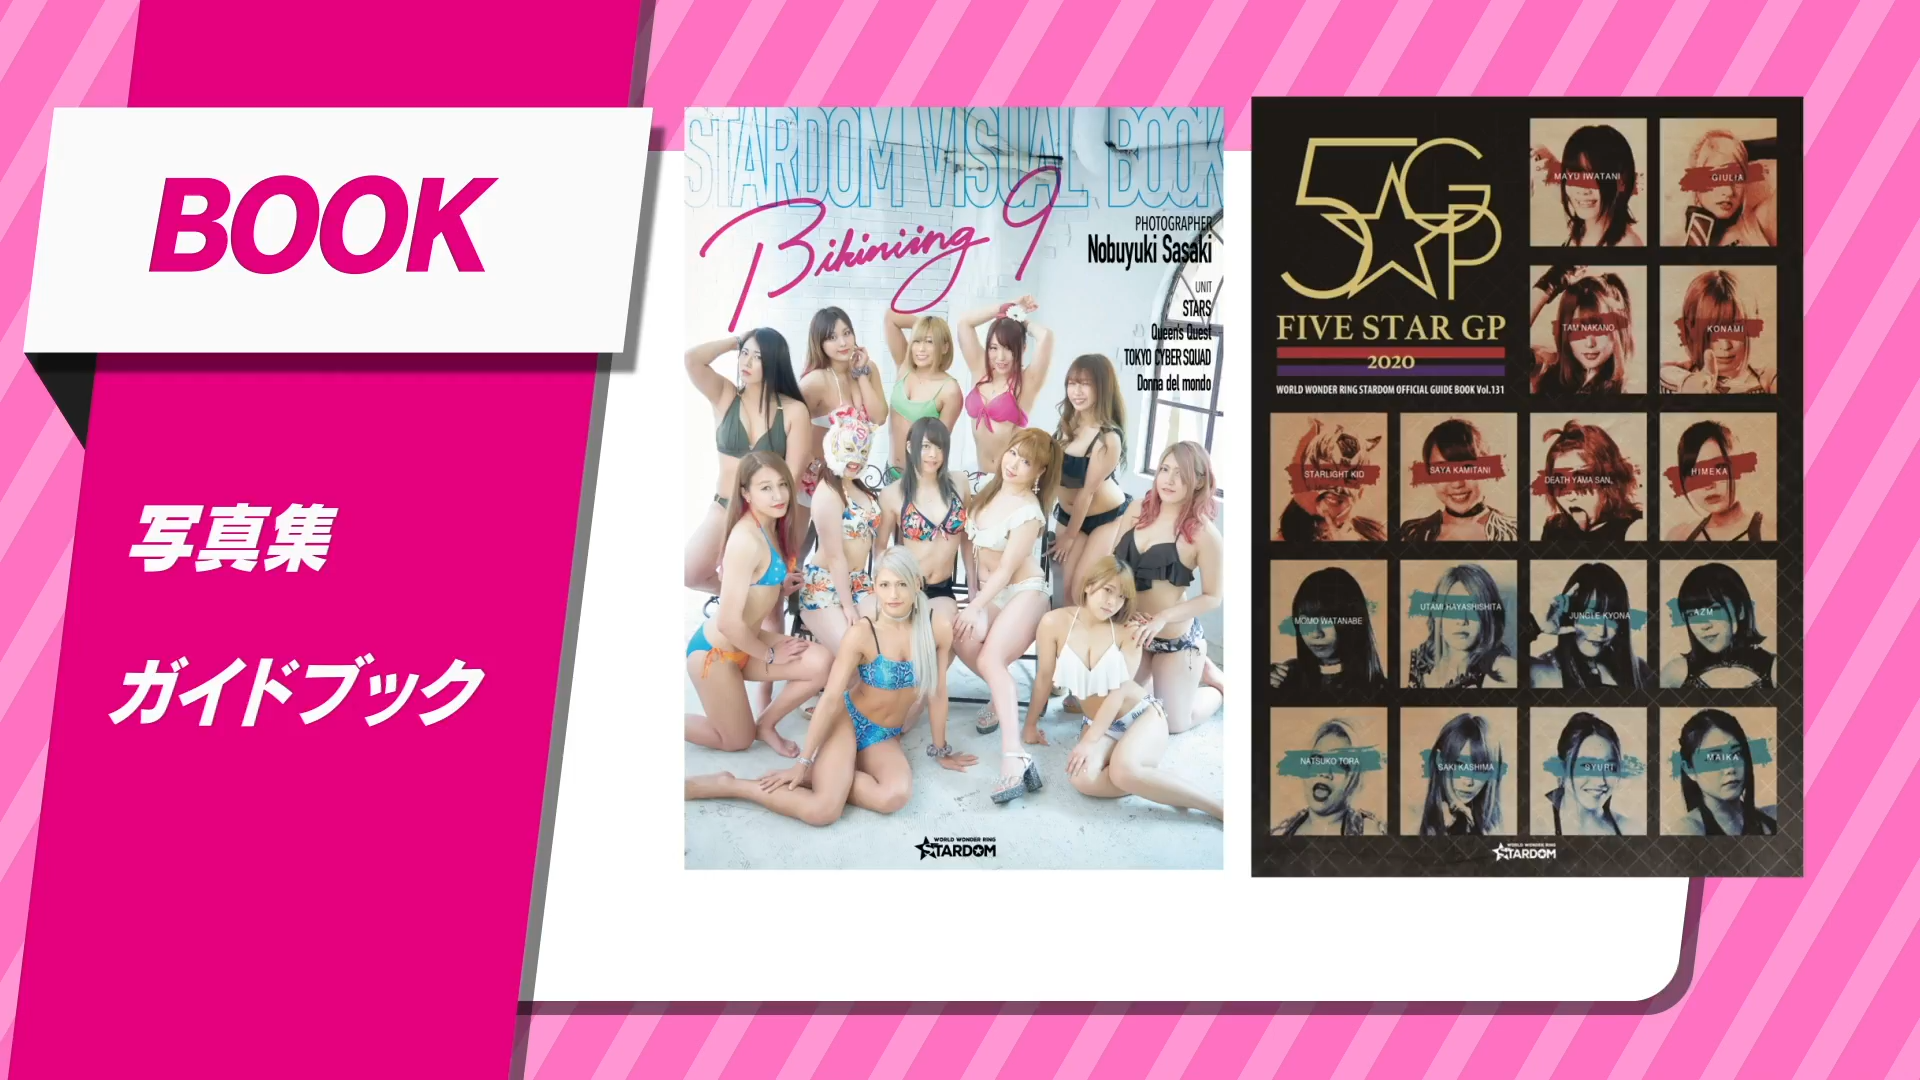 BOOK
写真集
ガイドブック
STARDOM VISUAL BOOK
Bikiniing 9
PHOTOGRAPHER
Nobuyuki Sasaki
UNIT
STARS
Queen's Quest
TOKYO CYBER SQUAD
Donna del mondo
WORLD WONDER RING
STARDOM
5★GP
FIVE STAR GP
2020
WORLD WONDER RING STARDOM OFFICIAL GUIDE BOOK Vol.131
MAYU IWATANI
GIULIA
TAM NAKANO
KONAMI
STARLIGHT KID
SAYA KAMITANI
DEATH YAMA SAN。
HIMEKA
MOMO WATANABE
UTAMI HAYASHISHITA
JUNGLE KYONA
AZM
NATSUKO TORA
SAKI KASHIMA
SYURI
MAIKA
WORLD WONDER RING
STARDOM